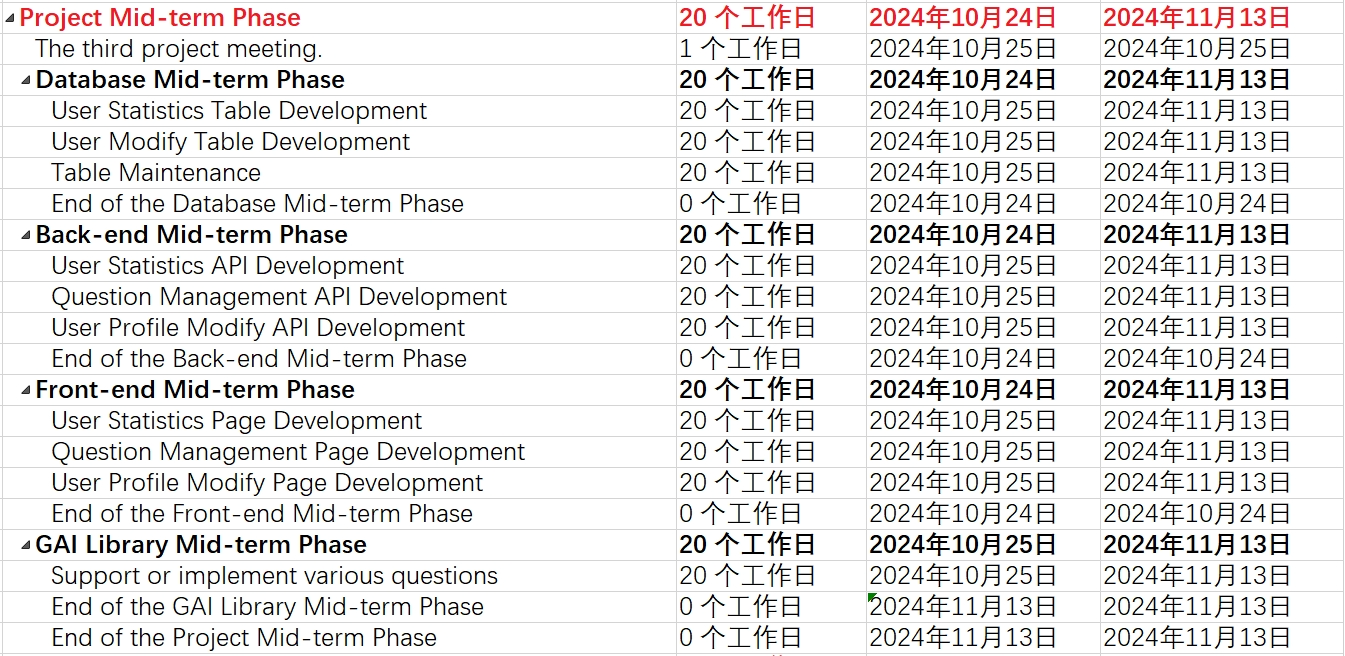 Project Mid-term Phase 20 个工作日 2024年10月24日 2024年11月13日
The third project meeting. 1 个工作日 2024年10月25日 2024年10月25日
Database Mid-term Phase 20 个工作日 2024年10月24日 2024年11月13日
User Statistics Table Development 20 个工作日 2024年10月25日 2024年11月13日
User Modify Table Development 20 个工作日 2024年10月25日 2024年11月13日
Table Maintenance 20 个工作日 2024年10月25日 2024年11月13日
End of the Database Mid-term Phase 0 个工作日 2024年10月24日 2024年10月24日
Back-end Mid-term Phase 20 个工作日 2024年10月24日 2024年11月13日
User Statistics API Development 20 个工作日 2024年10月25日 2024年11月13日
Question Management API Development 20 个工作日 2024年10月25日 2024年11月13日
User Profile Modify API Development 20 个工作日 2024年10月25日 2024年11月13日
End of the Back-end Mid-term Phase 0 个工作日 2024年10月24日 2024年10月24日
Front-end Mid-term Phase 20 个工作日 2024年10月24日 2024年11月13日
User Statistics Page Development 20 个工作日 2024年10月25日 2024年11月13日
Question Management Page Development 20 个工作日 2024年10月25日 2024年11月13日
User Profile Modify Page Development 20 个工作日 2024年10月25日 2024年11月13日
End of the Front-end Mid-term Phase 0 个工作日 2024年10月24日 2024年10月24日
GAI Library Mid-term Phase 20 个工作日 2024年10月25日 2024年11月13日
Support or implement various questions 20 个工作日 2024年10月25日 2024年11月13日
End of the GAI Library Mid-term Phase 0 个工作日 2024年11月13日 2024年11月13日
End of the Project Mid-term Phase 0 个工作日 2024年11月13日 2024年11月13日